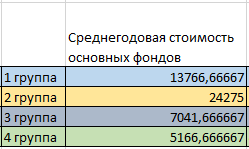 Среднегодовая стоимость
основных фондов
1 группа 13766,66667
2 группа 24275
3 группа 7041,666667
4 группа 5166,666667